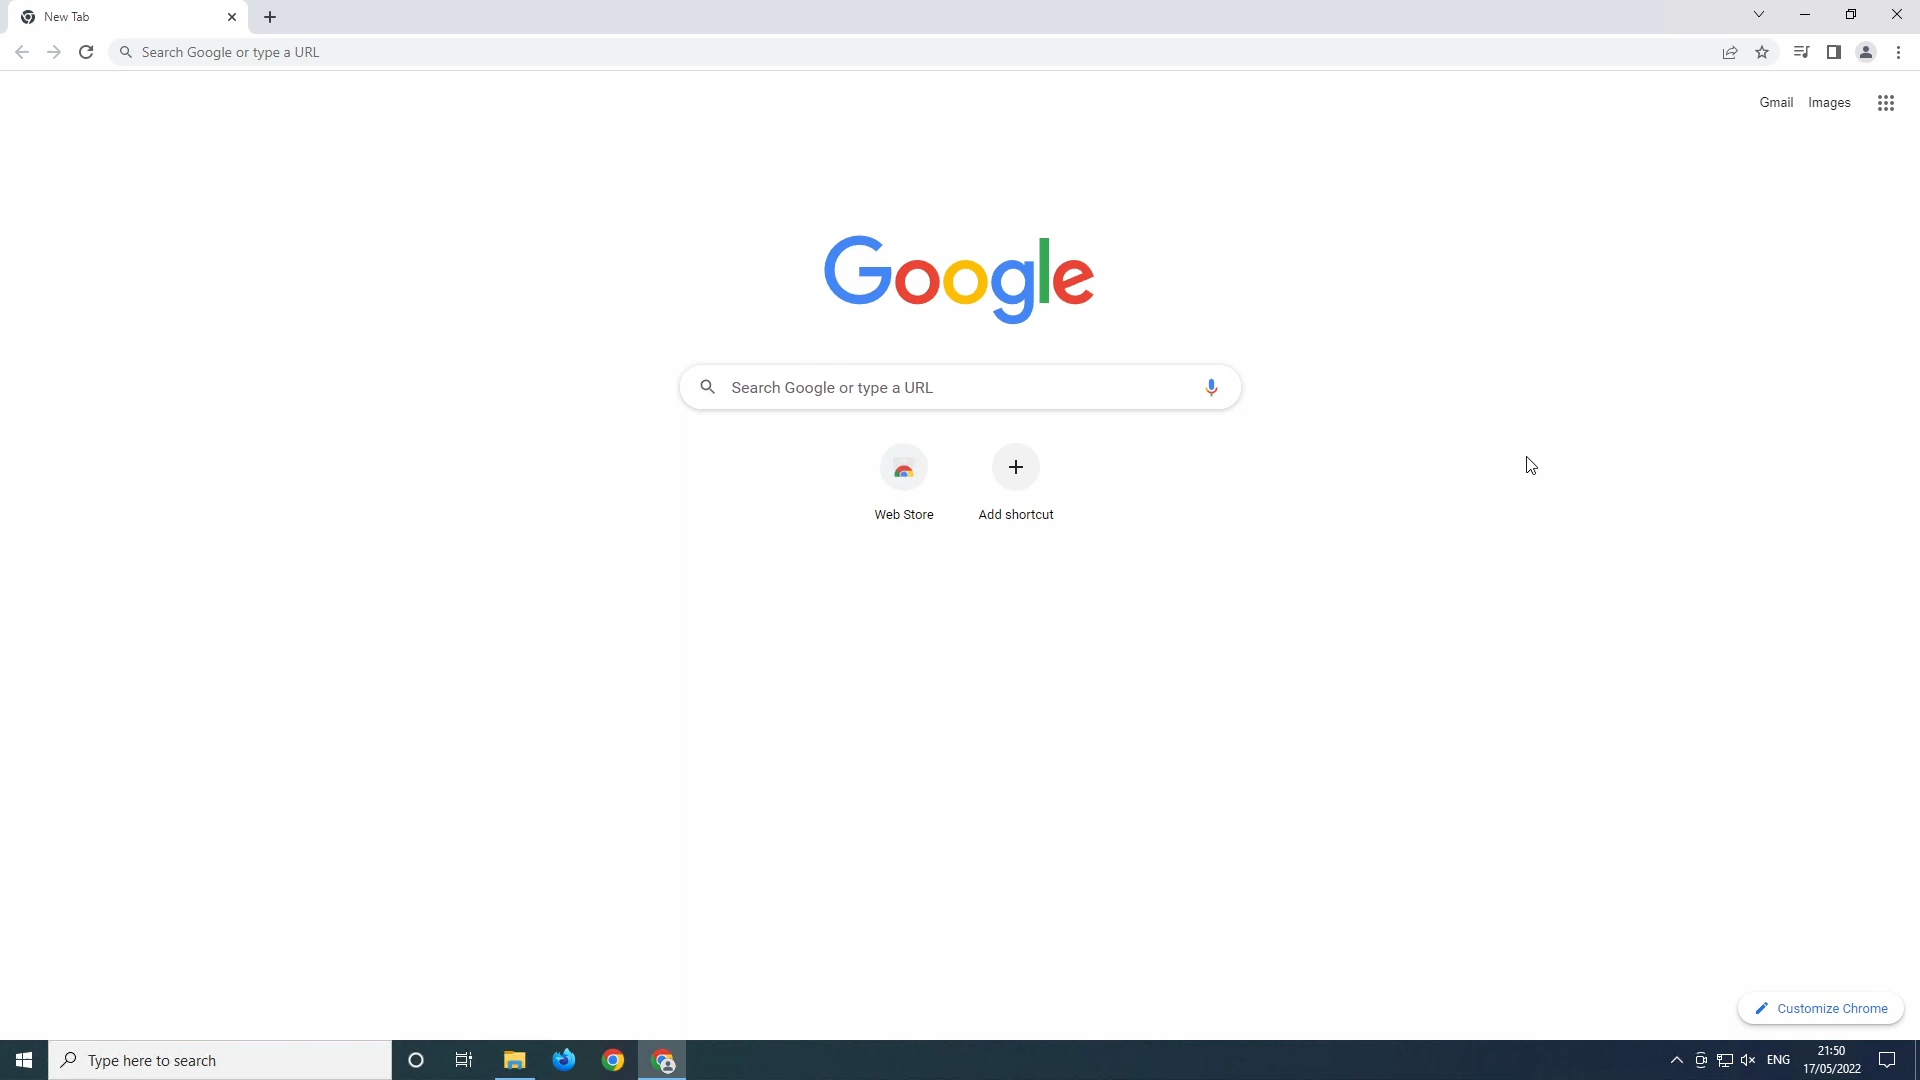 New Tab
Search Google or type a URL
Gmail Images
Google
Search Google or type a URL
Web Store Add shortcut
Customize Chrome
Type here to search
ENG
21:50
17/05/2022